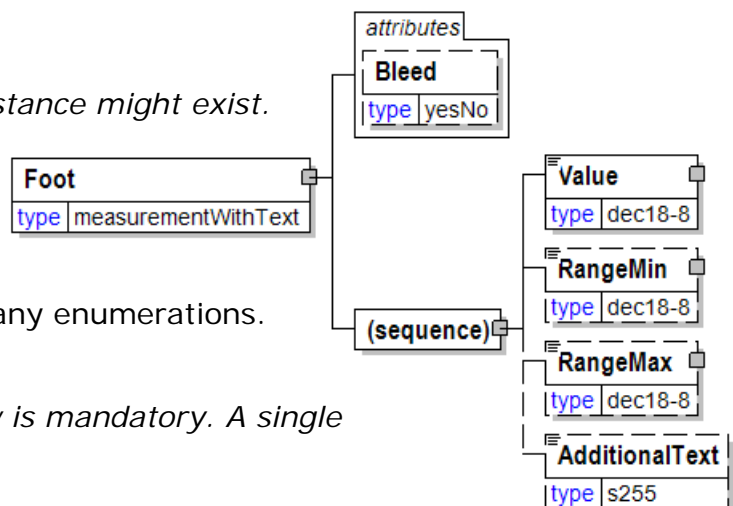 stance might exist.
any enumerations.
is mandatory. A single
attributes
Bleed
type yesNo
Foot
type measurementWithText
(sequence)
Value
type dec18-8
RangeMin
type dec18-8
RangeMax
type dec18-8
AdditionalText
type s255